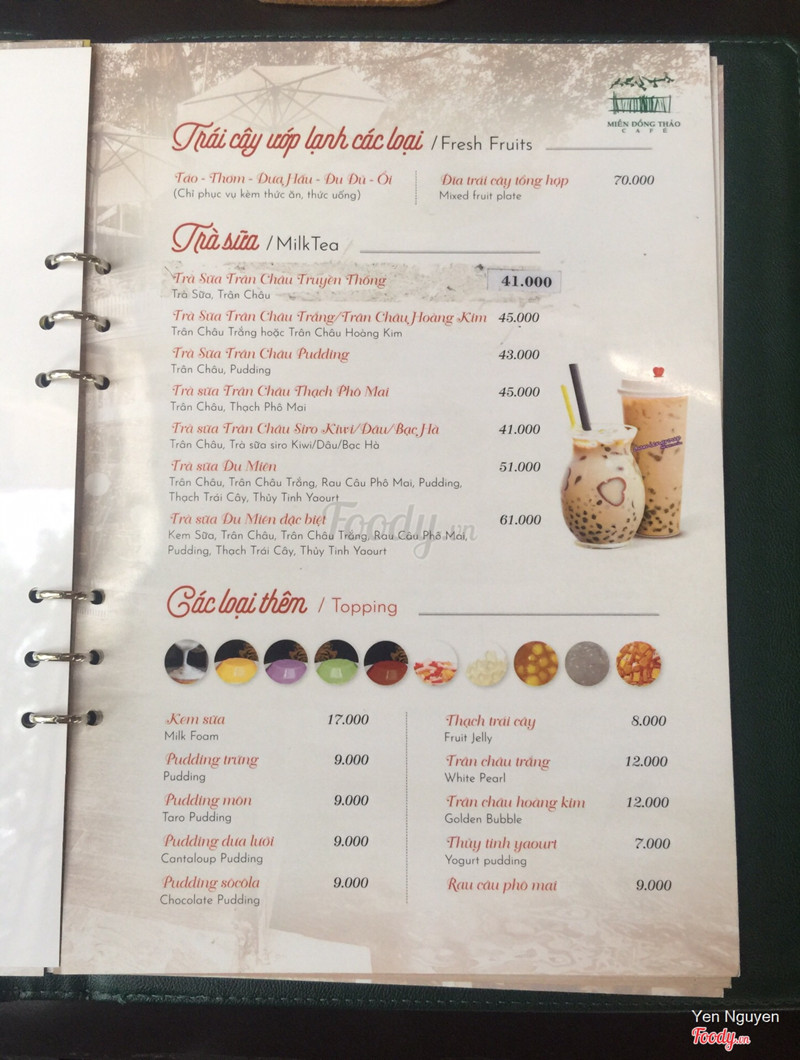 MIỀN ĐỒNG THẢO
CAFÉ
Trái cây ướp lạnh các loại / Fresh Fruits
Táo - Thơm - Dưa Hấu - Đu Đủ - Ổi
(Chỉ phục vụ kèm thức ăn, thức uống)
Dĩa trái cây tổng hợp 70.000
Mixed fruit plate
Trà sữa / MilkTea
Trà Sữa Trân Châu Truyền Thống 41.000
Trà Sữa, Trân Châu
Trà Sữa Trân Châu Trắng/Trân Châu Hoàng Kim 45.000
Trân Châu Trắng hoặc Trân Châu Hoàng Kim
Trà Sữa Trân Châu Pudding 43.000
Trân Châu, Pudding
Trà sữa Trân Châu Thạch Phô Mai 45.000
Trân Châu, Thạch Phô Mai
Trà sữa Trân Châu Siro Kiwi/Dâu/Bạc Hà 41.000
Trân Châu, Trà sữa siro Kiwi/Dâu/Bạc Hà
Trà sữa Du Miên 51.000
Trân Châu, Trân Châu Trắng, Rau Câu Phô Mai, Pudding,
Thạch Trái Cây, Thủy Tinh Yaourt
Trà sữa Du Miên đặc biệt 61.000
Kem Sữa, Trân Châu, Trân Châu Trắng, Rau Câu Phô Mai,
Pudding, Thạch Trái Cây, Thủy Tinh Yaourt
Foody.vn
Các loại thêm / Topping
Kem sữa 17.000
Milk Foam
Pudding trứng 9.000
Pudding
Pudding môn 9.000
Taro Pudding
Pudding dưa lưới 9.000
Cantaloup Pudding
Pudding sôcôla 9.000
Chocolate Pudding
Thạch trái cây 8.000
Fruit Jelly
Trân châu trắng 12.000
White Pearl
Trân châu hoàng kim 12.000
Golden Bubble
Thủy tinh yaourt 7.000
Yogurt pudding
Rau câu phô mai 9.000
Yen Nguyen
Foody.vn